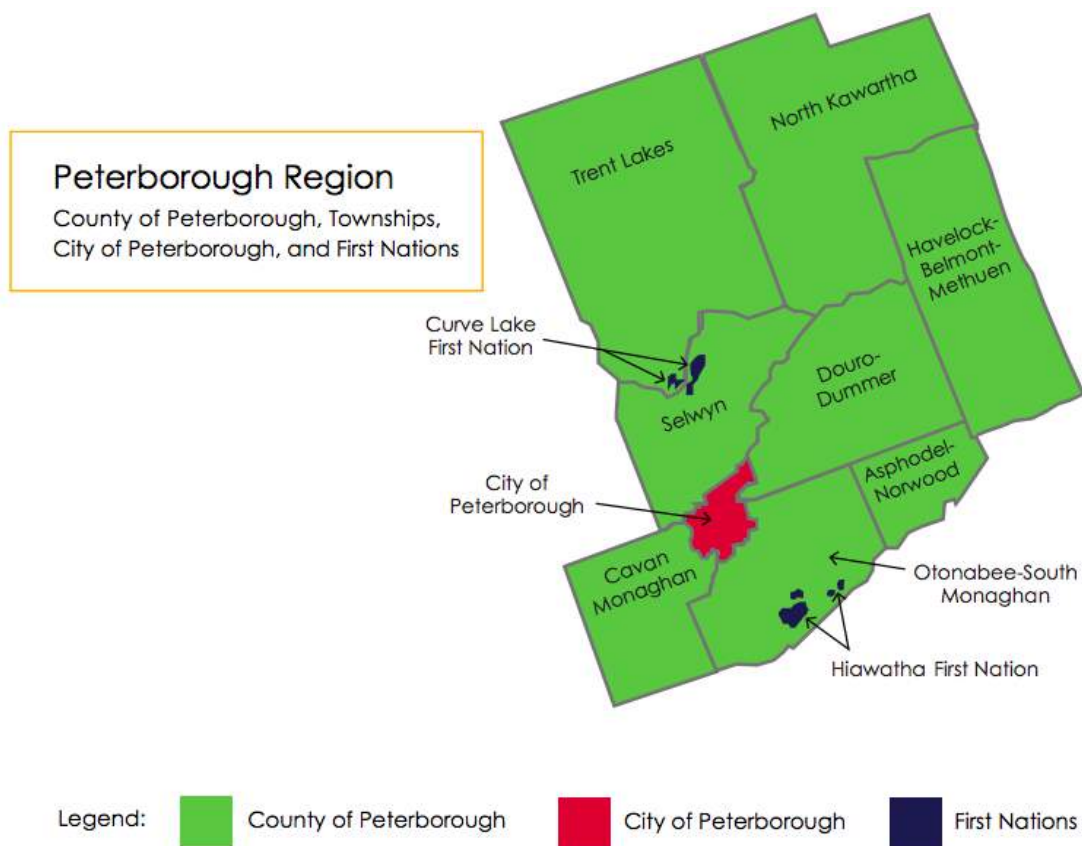 Peterborough Region
County of Peterborough, Townships,
City of Peterborough, and First Nations
North Kawartha
Trent Lakes
Havelock-
Belmont-
Methuen
Curve Lake
First Nation
Douro-
Dummer
Selwyn
Asphodel-
Norwood
City of
Peterborough
Cavan
Monaghan
Otonabee-South
Monaghan
Hiawatha First Nation
Legend:
County of Peterborough
City of Peterborough
First Nations